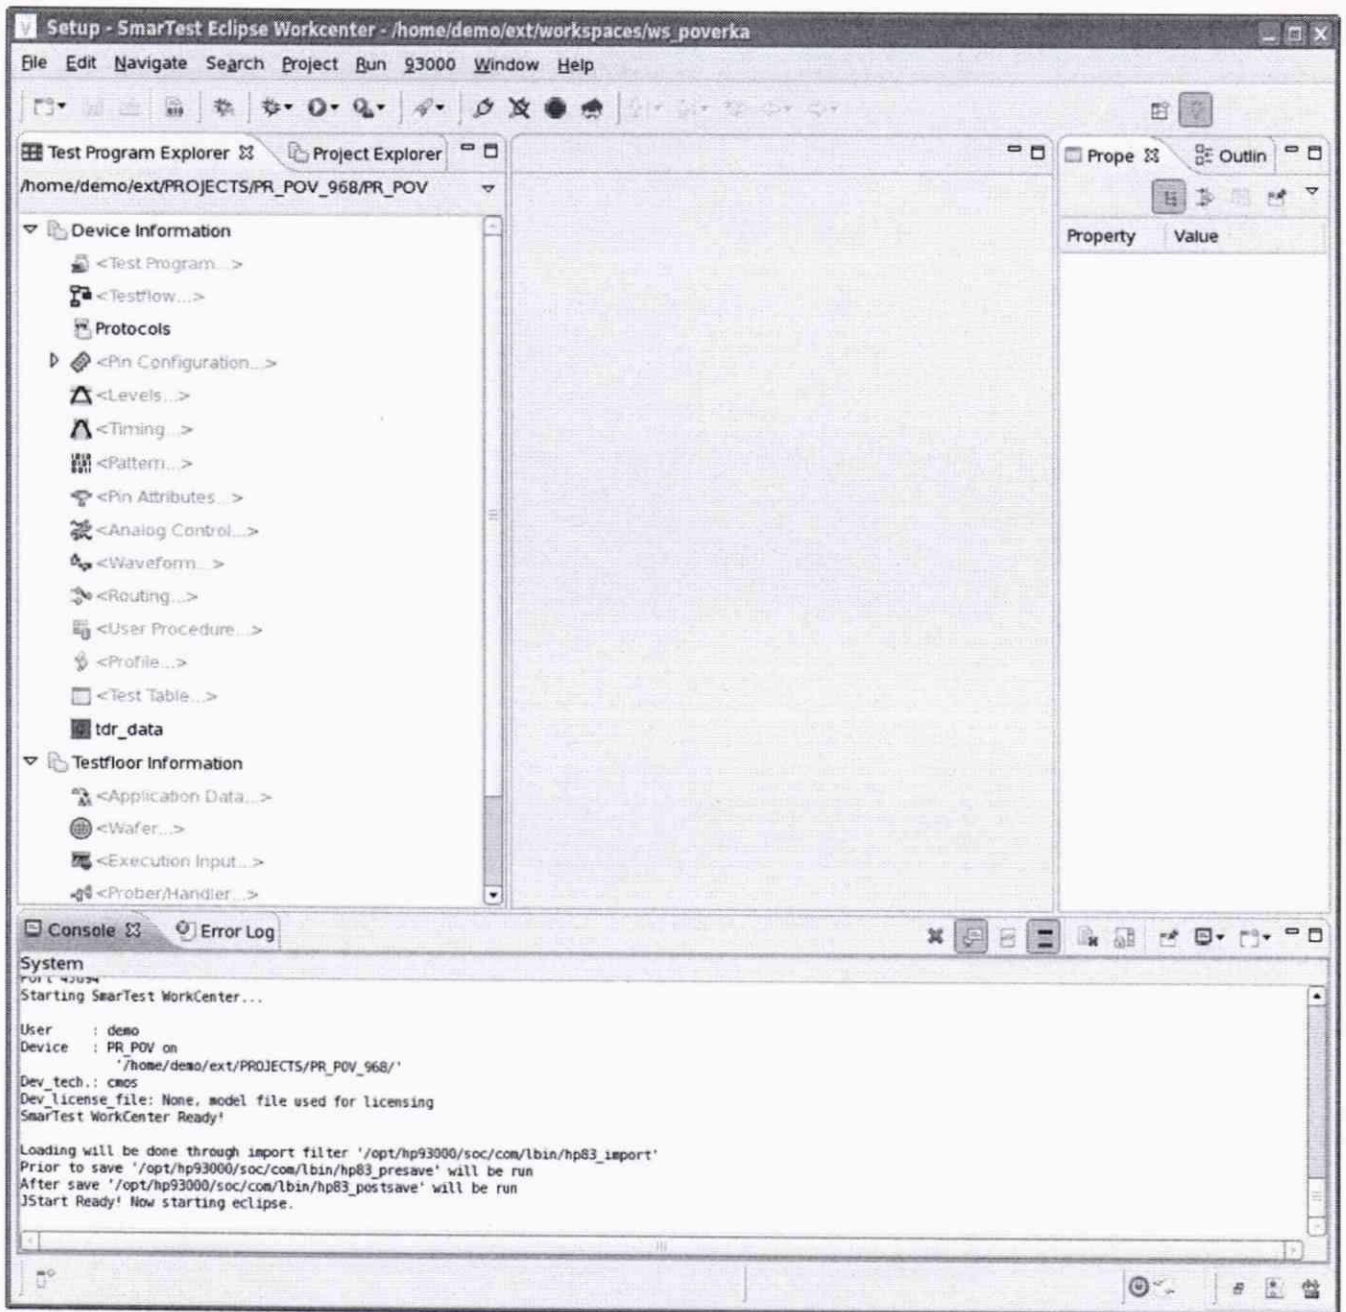 Setup - SmarTest Eclipse Workcenter - /home/demo/ext/workspaces/ws_poverka
File Edit Navigate Search Project Run 93000 Window Help
Test Program Explorer Project Explorer
/home/demo/ext/PROJECTS/PR_POV_968/PR_POV
Device Information
<Test Program...>
<Testflow...>
Protocols
<Pin Configuration...>
<Levels...>
<Timing...>
<Pattern...>
<Pin Attributes...>
<Analog Control...>
<Waveform...>
<Routing...>
<User Procedure...>
<Profile...>
<Test Table...>
tdr_data
Testfloor Information
<Application Data...>
<Wafer...>
<Execution Input...>
<Prober/Handler...>
Prope Outlin
Property Value
Console Error Log
System
Starting SmarTest WorkCenter...
User : demo
Device : PR_POV on
'/home/demo/ext/PROJECTS/PR_POV_968/'
Dev_tech.: cmos
Dev_license_file: None, model file used for licensing
SmarTest WorkCenter Ready!
Loading will be done through import filter '/opt/hp93000/soc/com/lbin/hp83_import'
Prior to save '/opt/hp93000/soc/com/lbin/hp83_presave' will be run
After save '/opt/hp93000/soc/com/lbin/hp83_postsave' will be run
JStart Ready! Now starting eclipse.